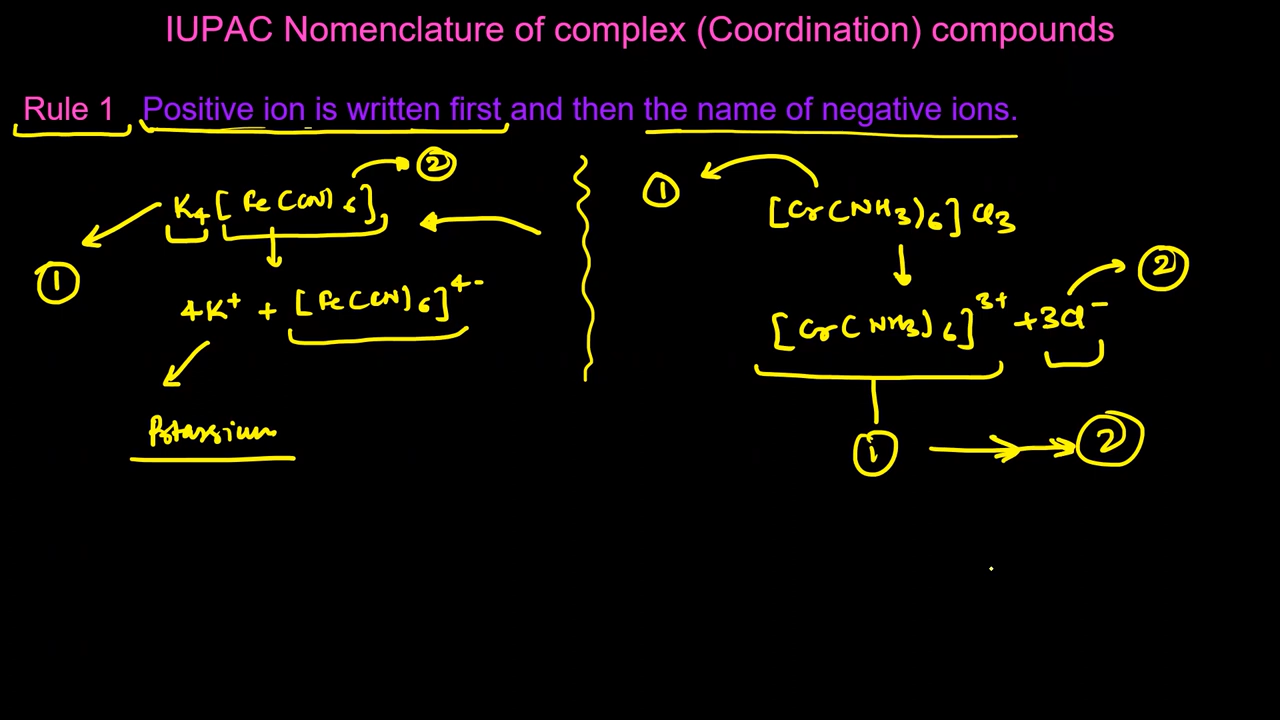 IUPAC Nomenclature of complex (Coordination) compounds
Rule 1 Positive ion is written first and then the name of negative ions.
K4[Fe(CN)6]
②
①
4K+ + [Fe(CN)6]4-
Potassium
①
[Cr(NH3)6]Cl3
②
[Cr(NH3)6]3+ + 3Cl-
①
②